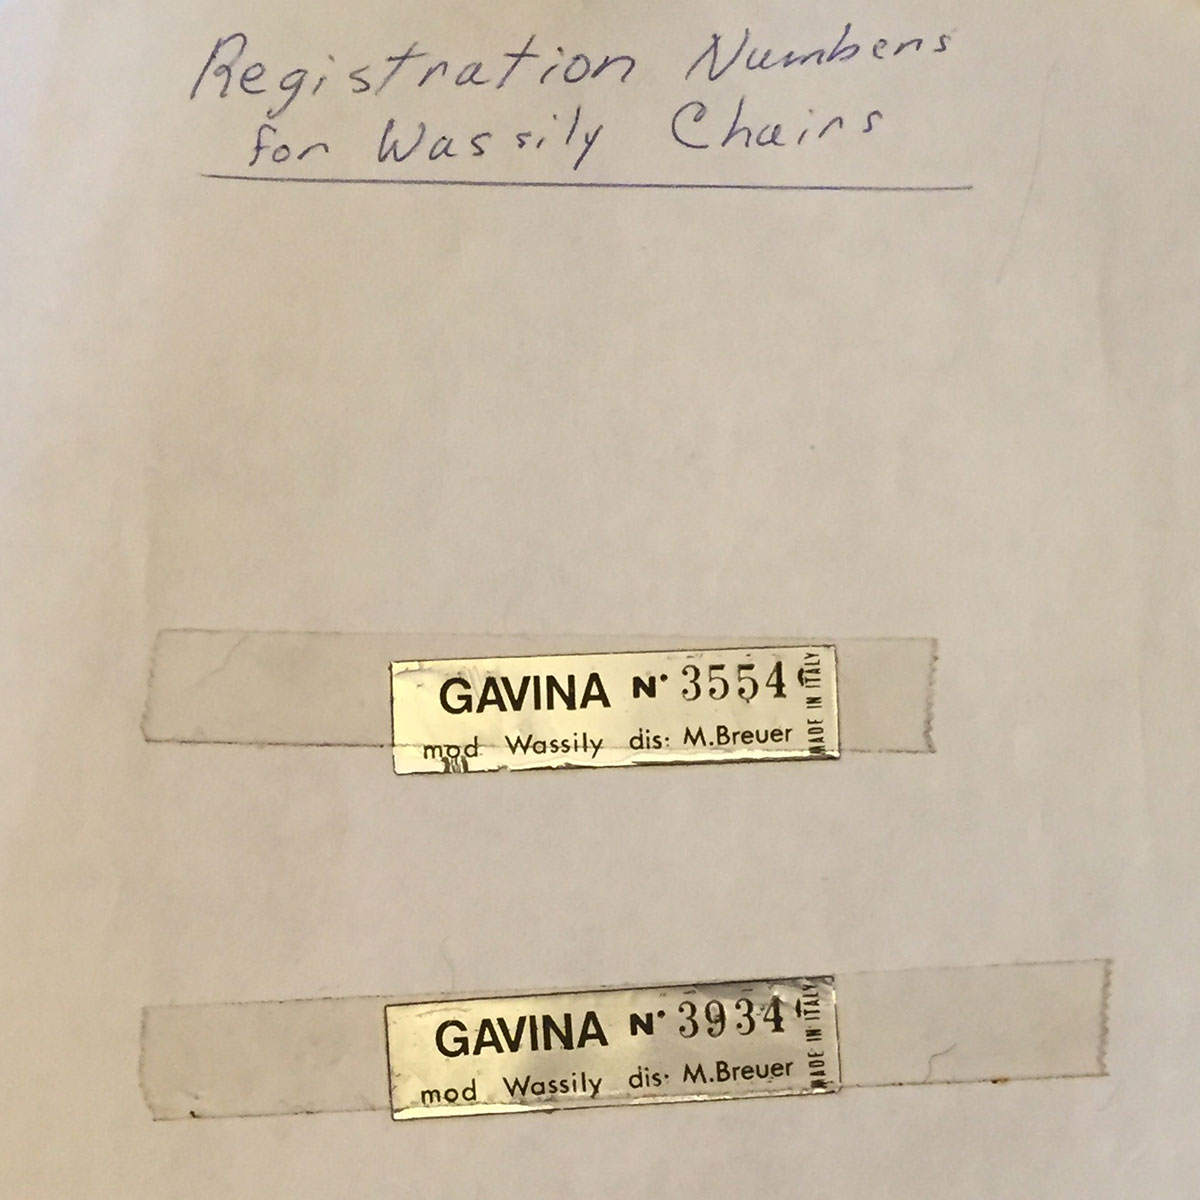 Registration Numbers
for Wassily Chairs
GAVINA N° 3554
mod Wassily dis: M.Breuer
MADE IN ITALY
GAVINA N° 3934
mod Wassily dis: M.Breuer
MADE IN ITALY